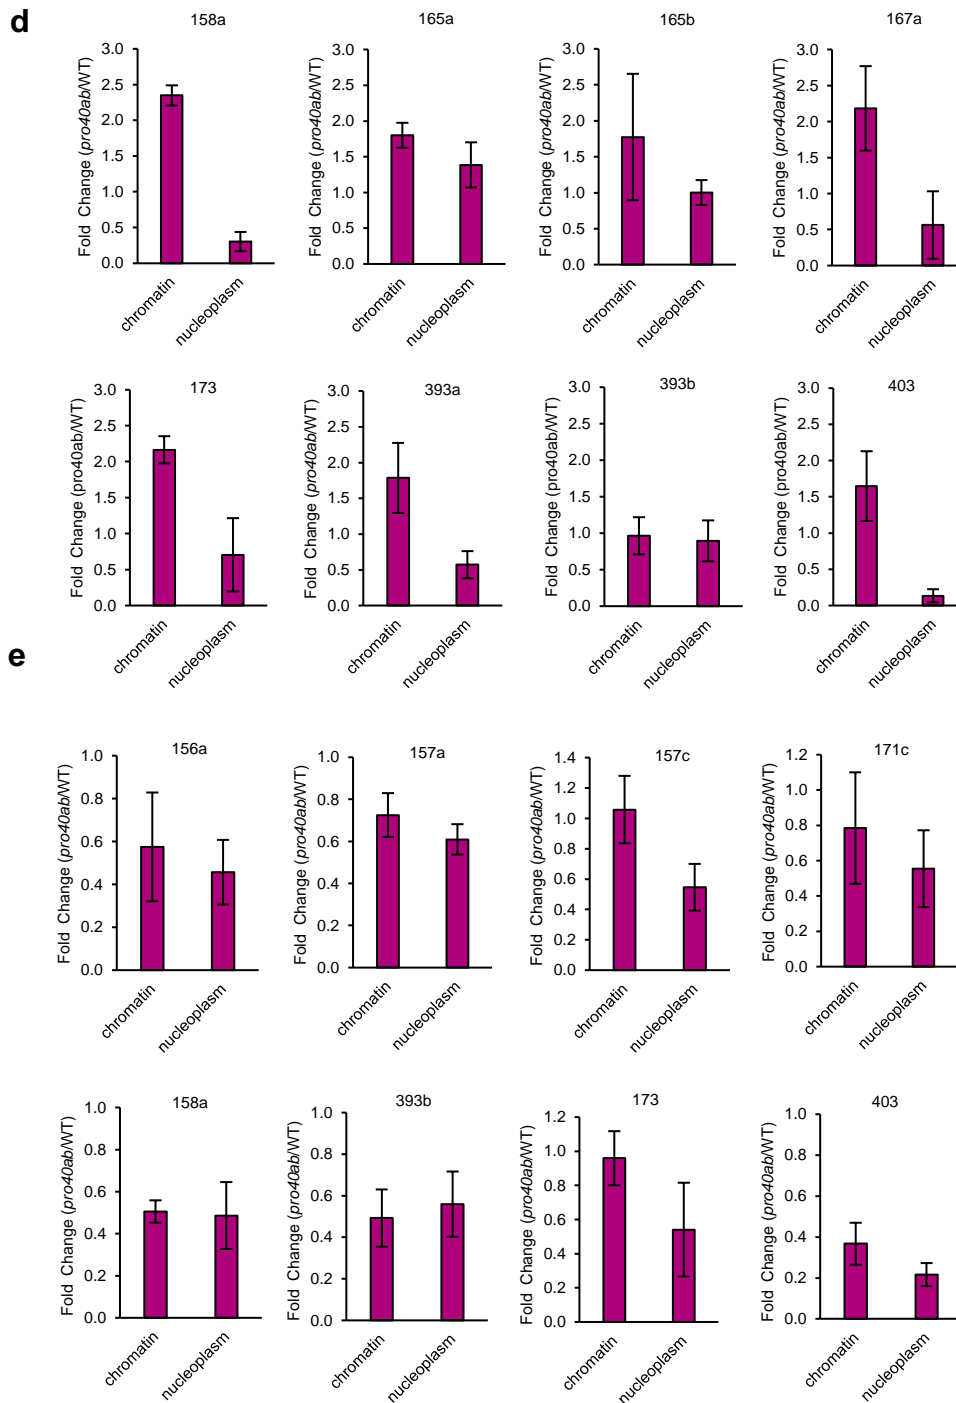 d
158a
165a
165b
167a
Fold Change (pro40ab/WT)
3.0
2.5
2.0
1.5
1.0
0.5
0.0
chromatin
nucleoplasm
Fold Change (pro40ab/WT)
3.0
2.5
2.0
1.5
1.0
0.5
0.0
chromatin
nucleoplasm
Fold Change (pro40ab/WT)
3.0
2.5
2.0
1.5
1.0
0.5
0.0
chromatin
nucleoplasm
Fold Change (pro40ab/WT)
3.0
2.5
2.0
1.5
1.0
0.5
0.0
chromatin
nucleoplasm
173
393a
393b
403
Fold Change (pro40ab/WT)
3.0
2.5
2.0
1.5
1.0
0.5
0.0
chromatin
nucleoplasm
Fold Change (pro40ab/WT)
3.0
2.5
2.0
1.5
1.0
0.5
0.0
chromatin
nucleoplasm
Fold Change (pro40ab/WT)
3.0
2.5
2.0
1.5
1.0
0.5
0.0
chromatin
nucleoplasm
Fold Change (pro40ab/WT)
3.0
2.5
2.0
1.5
1.0
0.5
0.0
chromatin
nucleoplasm
e
156a
157a
157c
171c
Fold Change (pro40ab/WT)
1.0
0.8
0.6
0.4
0.2
0.0
chromatin
nucleoplasm
Fold Change (pro40ab/WT)
1.0
0.8
0.6
0.4
0.2
0.0
chromatin
nucleoplasm
Fold Change (pro40ab/WT)
1.4
1.2
1.0
0.8
0.6
0.4
0.2
0.0
chromatin
nucleoplasm
Fold Change (pro40ab/WT)
1.2
1.0
0.8
0.6
0.4
0.2
0.0
chromatin
nucleoplasm
158a
393b
173
403
Fold Change (pro40ab/WT)
1.0
0.8
0.6
0.4
0.2
0.0
chromatin
nucleoplasm
Fold Change (pro40ab/WT)
1.0
0.8
0.6
0.4
0.2
0.0
chromatin
nucleoplasm
Fold Change (pro40ab/WT)
1.2
1.0
0.8
0.6
0.4
0.2
0.0
chromatin
nucleoplasm
Fold Change (pro40ab/WT)
1.0
0.8
0.6
0.4
0.2
0.0
chromatin
nucleoplasm